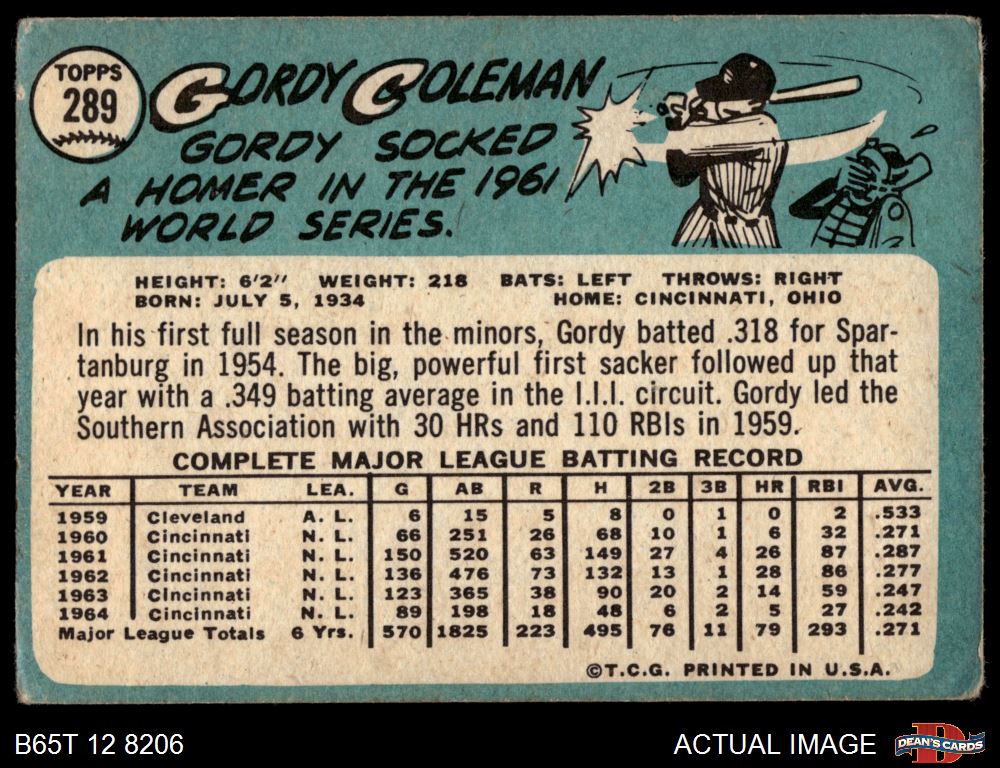 TOPPS
289
GORDY COLEMAN
GORDY SOCKED
A HOMER IN THE 1961
WORLD SERIES.
HEIGHT: 6'2" WEIGHT: 218 BATS: LEFT THROWS: RIGHT
BORN: JULY 5, 1934 HOME: CINCINNATI, OHIO
In his first full season in the minors, Gordy batted .318 for Spar-
tanburg in 1954. The big, powerful first sacker followed up that
year with a .349 batting average in the I.I.I. circuit. Gordy led the
Southern Association with 30 HRs and 110 RBIs in 1959.
COMPLETE MAJOR LEAGUE BATTING RECORD
YEAR TEAM LEA. G AB R H 2B 3B HR RBI AVG.
1959 Cleveland A. L. 6 15 5 8 0 1 0 2 .533
1960 Cincinnati N. L. 66 251 26 68 10 1 6 32 .271
1961 Cincinnati N. L. 150 520 63 149 27 4 26 87 .287
1962 Cincinnati N. L. 136 476 73 132 13 1 28 86 .277
1963 Cincinnati N. L. 123 365 38 90 20 2 14 59 .247
1964 Cincinnati N. L. 89 198 18 48 6 2 5 27 .242
Major League Totals 6 Yrs. 570 1825 223 495 76 11 79 293 .271
©T.C.G. PRINTED IN U.S.A.
B65T 12 8206
ACTUAL IMAGE
DEAN'S CARDS